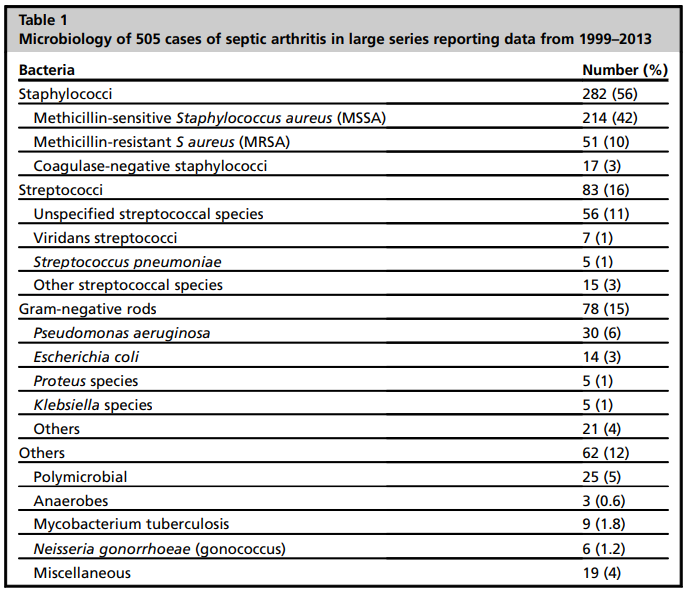 Table 1
Microbiology of 505 cases of septic arthritis in large series reporting data from 1999–2013
Bacteria Number (%)
Staphylococci 282 (56)
Methicillin-sensitive Staphylococcus aureus (MSSA) 214 (42)
Methicillin-resistant S aureus (MRSA) 51 (10)
Coagulase-negative staphylococci 17 (3)
Streptococci 83 (16)
Unspecified streptococcal species 56 (11)
Viridans streptococci 7 (1)
Streptococcus pneumoniae 5 (1)
Other streptococcal species 15 (3)
Gram-negative rods 78 (15)
Pseudomonas aeruginosa 30 (6)
Escherichia coli 14 (3)
Proteus species 5 (1)
Klebsiella species 5 (1)
Others 21 (4)
Others 62 (12)
Polymicrobial 25 (5)
Anaerobes 3 (0.6)
Mycobacterium tuberculosis 9 (1.8)
Neisseria gonorrhoeae (gonococcus) 6 (1.2)
Miscellaneous 19 (4)